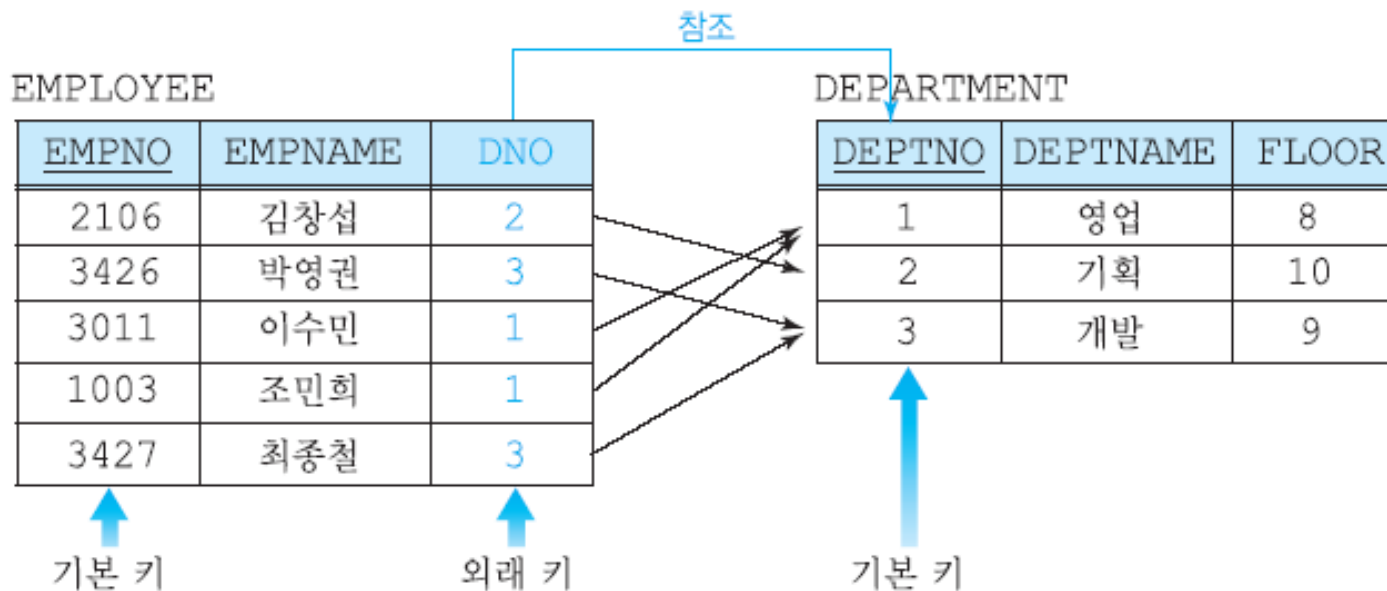 참조
EMPLOYEE
DEPARTMENT
EMPNO EMPNAME DNO
2106 김창섭 2
3426 박영권 3
3011 이수민 1
1003 조민희 1
3427 최종철 3
DEPTNO DEPTNAME FLOOR
1 영업 8
2 기획 10
3 개발 9
기본 키
외래 키
기본 키